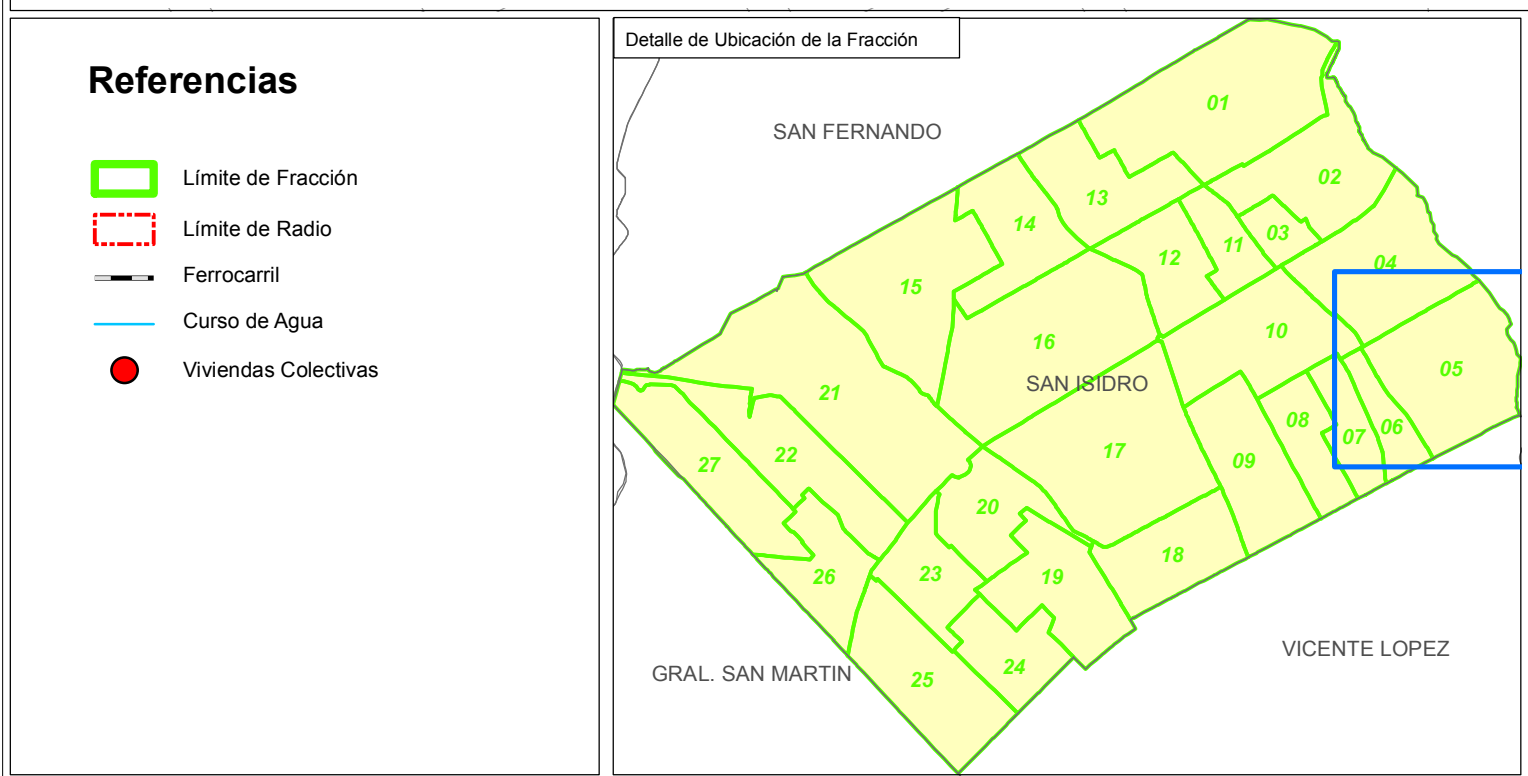 Referencias
Límite de Fracción
Límite de Radio
Ferrocarril
Curso de Agua
Viviendas Colectivas
Detalle de Ubicación de la Fracción
SAN FERNANDO
01
02
13
14
03
11
12
04
15
16
10
SAN ISIDRO
05
21
08
06
07
17
22
27
09
20
18
23
19
26
VICENTE LOPEZ
GRAL. SAN MARTIN
24
25